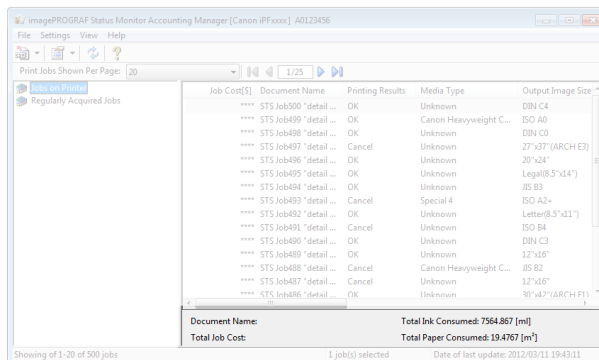 imagePROGRAF Status Monitor Accounting Manager [Canon iPFxxxx] A0123456
File Settings View Help
Print Jobs Shown Per Page: 20 1/25
Jobs on Printer
Regularly Acquired Jobs
Job Cost[$] Document Name Printing Results Media Type Output Image Size
**** STS Job500 "detail ... OK Unknown DIN C4
**** STS Job499 "detail ... OK Canon Heavyweight C... ISO A0
**** STS Job498 "detail ... OK Unknown DIN C0
**** STS Job497 "detail ... Cancel Unknown 27"x37"(ARCH E3)
**** STS Job496 "detail ... OK Unknown 20"x24"
**** STS Job495 "detail ... OK Unknown Legal(8.5"x14")
**** STS Job494 "detail ... OK Unknown JIS B3
**** STS Job493 "detail ... Cancel Special 4 ISO A2+
**** STS Job492 "detail ... OK Unknown Letter(8.5"x11")
**** STS Job491 "detail ... Cancel Unknown ISO B4
**** STS Job490 "detail ... OK Unknown DIN C3
**** STS Job489 "detail ... OK Unknown 12"x16"
**** STS Job488 "detail ... Cancel Canon Heavyweight C... JIS B2
**** STS Job487 "detail ... Cancel Unknown 12"x16"
**** STS Job486 "detail ... OK Unknown 30"x42"(ARCH E1)
Document Name: Total Ink Consumed: 7564.867 [ml]
Total Job Cost: Total Paper Consumed: 19.4767 [m²]
Showing of 1-20 of 500 jobs 1 job(s) selected Date of last update: 2012/03/11 19:43:11